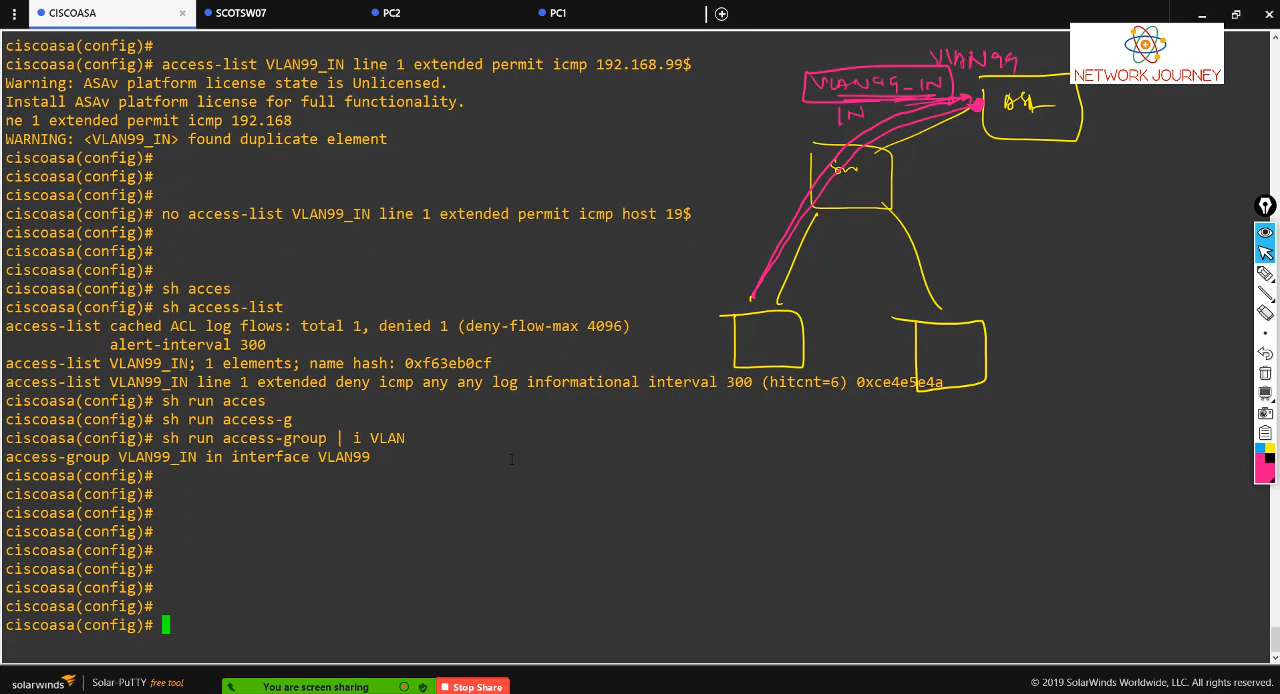 CISCOASA × SCOTSW07 PC2 PC1
ciscoasa(config)#
ciscoasa(config)# access-list VLAN99_IN line 1 extended permit icmp 192.168.99$
Warning: ASAv platform license state is Unlicensed.
Install ASAv platform license for full functionality.
ne 1 extended permit icmp 192.168
WARNING: <VLAN99_IN> found duplicate element
ciscoasa(config)#
ciscoasa(config)#
ciscoasa(config)#
ciscoasa(config)# no access-list VLAN99_IN line 1 extended permit icmp host 19$
ciscoasa(config)#
ciscoasa(config)#
ciscoasa(config)#
ciscoasa(config)# sh acces
ciscoasa(config)# sh access-list
access-list cached ACL log flows: total 1, denied 1 (deny-flow-max 4096)
alert-interval 300
access-list VLAN99_IN; 1 elements; name hash: 0xf63eb0cf
access-list VLAN99_IN line 1 extended deny icmp any any log informational interval 300 (hitcnt=6) 0xce4e5e4a
ciscoasa(config)# sh run acces
ciscoasa(config)# sh run access-g
ciscoasa(config)# sh run access-group | i VLAN
access-group VLAN99_IN in interface VLAN99
ciscoasa(config)#
ciscoasa(config)#
ciscoasa(config)#
ciscoasa(config)#
ciscoasa(config)#
ciscoasa(config)#
ciscoasa(config)#
ciscoasa(config)#
ciscoasa(config)#
NETWORK JOURNEY
VLAN99
VLAN99_IN
IN
SW
solarwinds Solar-PuTTY free tool
You are screen sharing Stop Share
© 2019 SolarWinds Worldwide, LLC. All rights reserved.